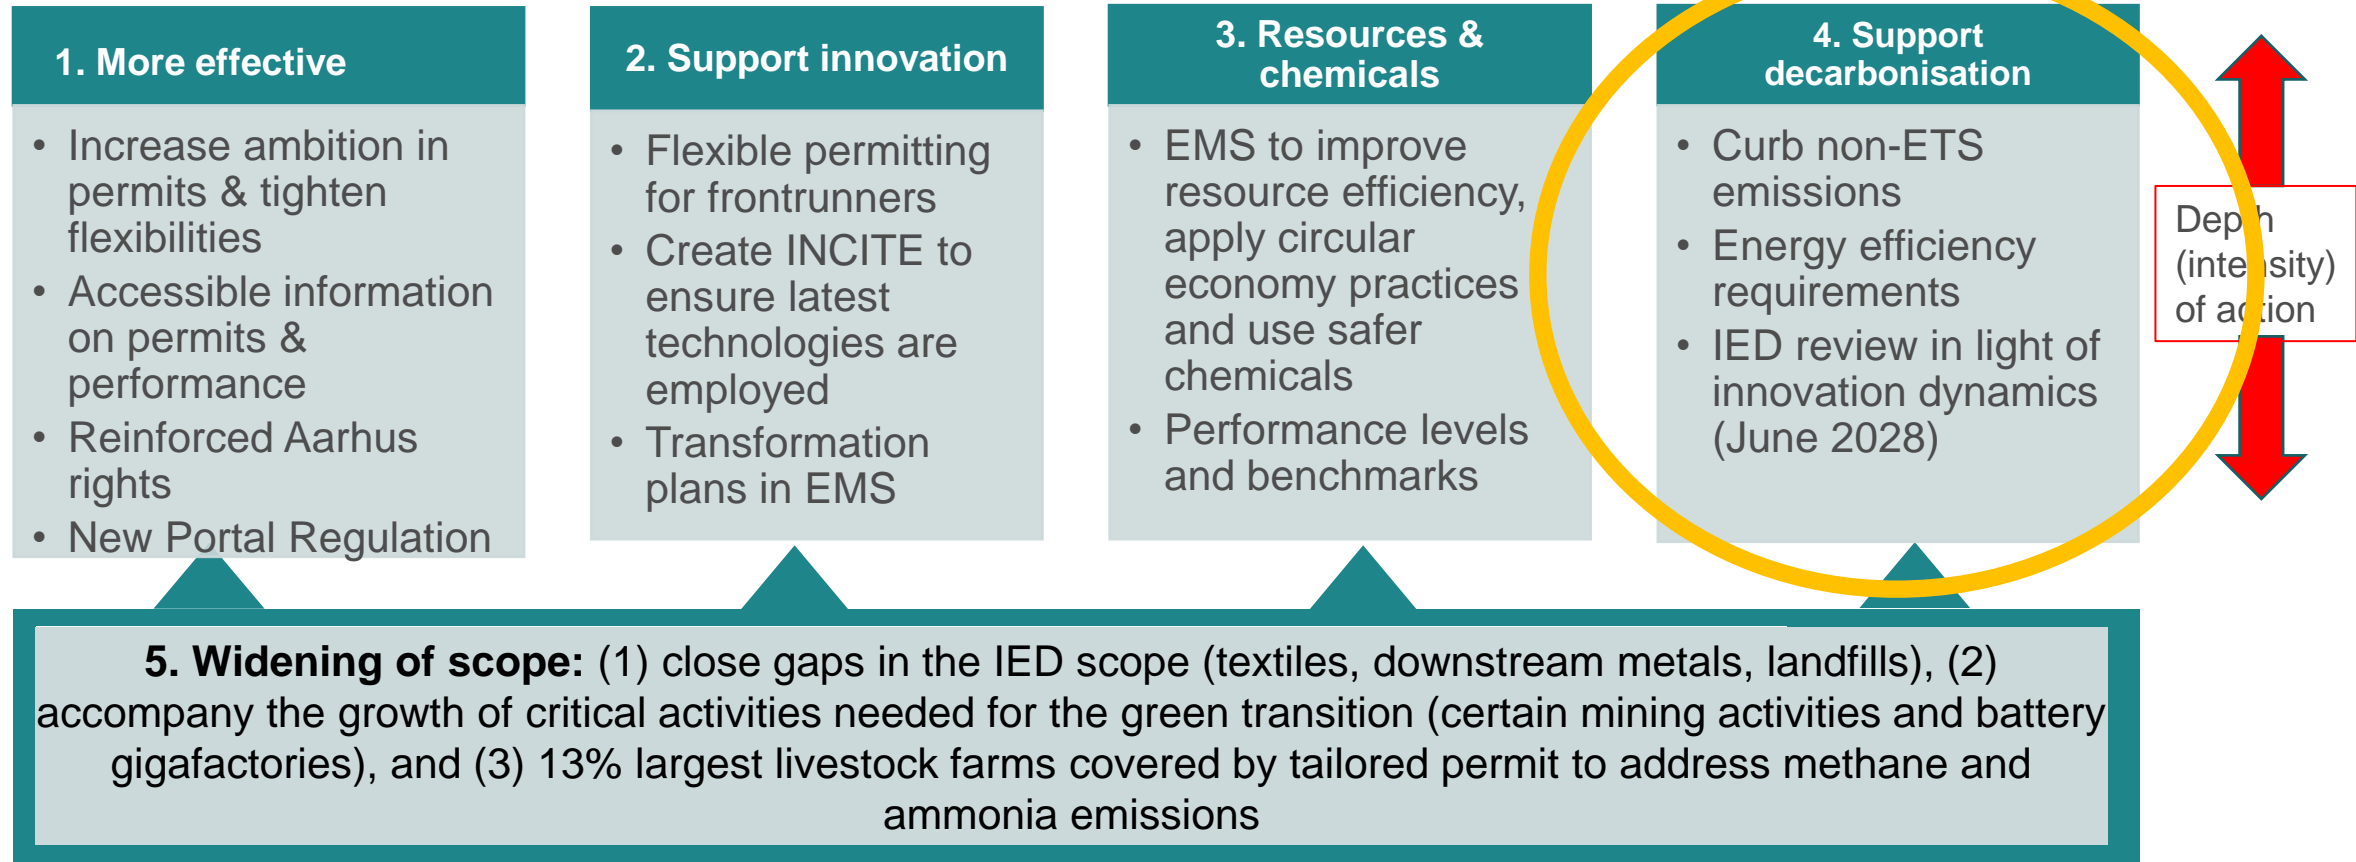 1. More effective
• Increase ambition in
permits & tighten
flexibilities
• Accessible information
on permits &
performance
• Reinforced Aarhus
rights
• New Portal Regulation
2. Support innovation
• Flexible permitting
for frontrunners
• Create INCITE to
ensure latest
technologies are
employed
• Transformation
plans in EMS
3. Resources &
chemicals
• EMS to improve
resource efficiency,
apply circular
economy practices
and use safer
chemicals
• Performance levels
and benchmarks
4. Support
decarbonisation
• Curb non-ETS
emissions
• Energy efficiency
requirements
• IED review in light of
innovation dynamics
(June 2028)
Depth
(intensity)
of action
5. Widening of scope: (1) close gaps in the IED scope (textiles, downstream metals, landfills), (2)
accompany the growth of critical activities needed for the green transition (certain mining activities and battery
gigafactories), and (3) 13% largest livestock farms covered by tailored permit to address methane and
ammonia emissions